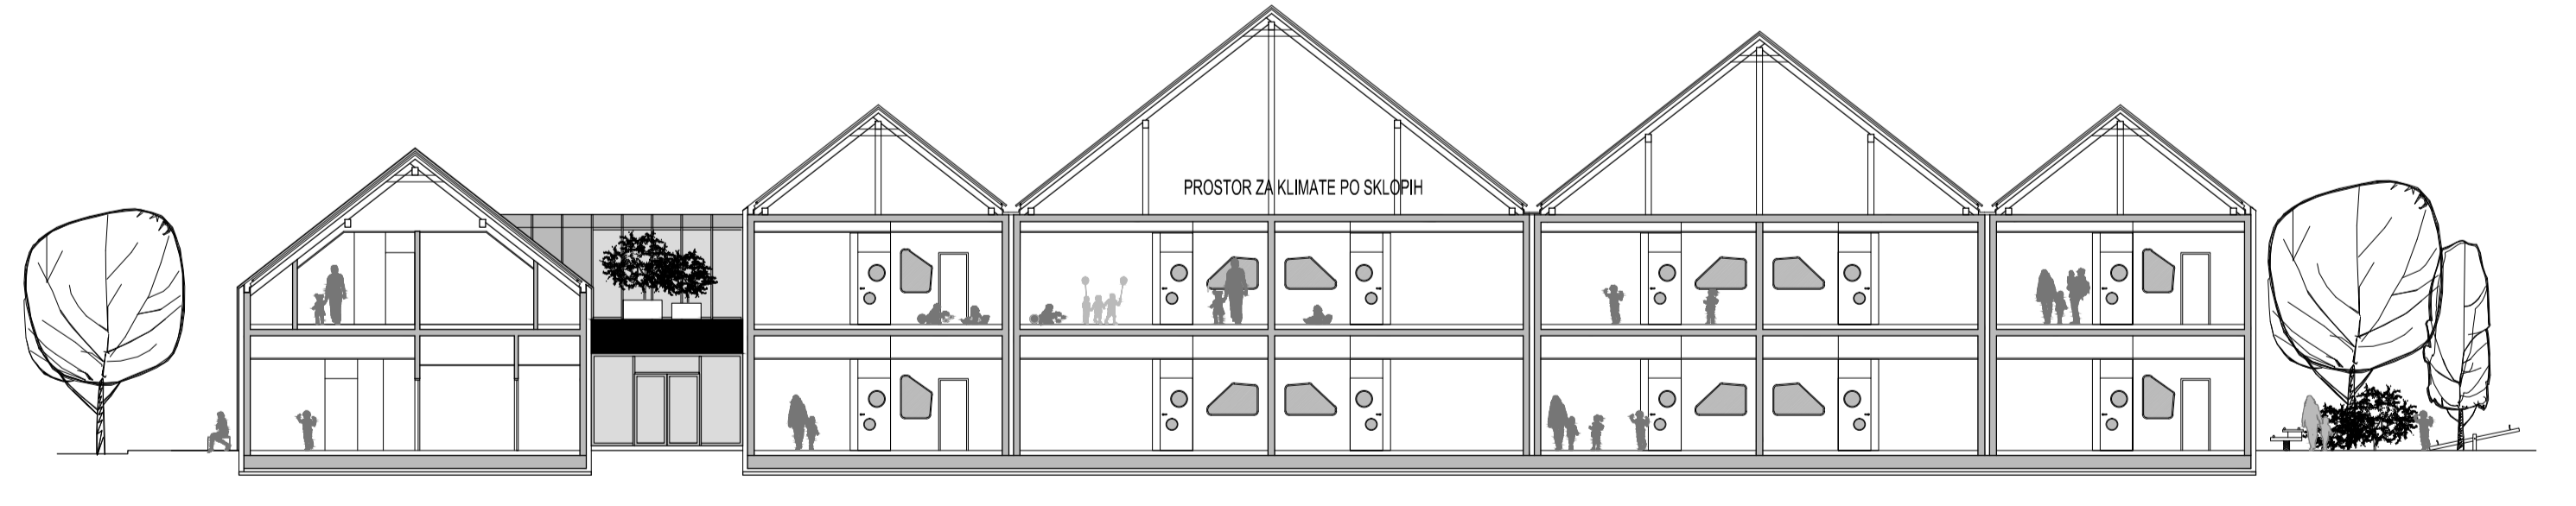 PROSTOR ZA KLIMATE PO SKLOPIH